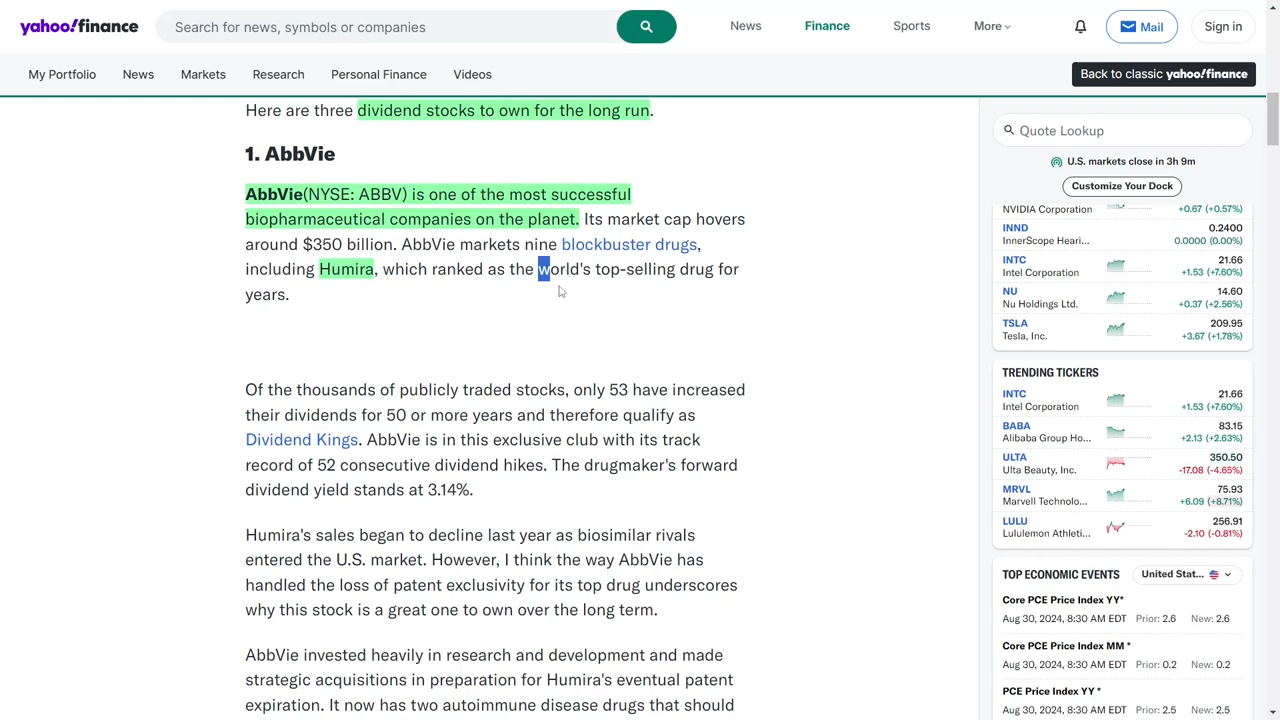 yahoo!finance
Search for news, symbols or companies
News
Finance
Sports
More
Mail
Sign in
My Portfolio
News
Markets
Research
Personal Finance
Videos
Back to classic yahoo!finance
Here are three dividend stocks to own for the long run.
1. AbbVie
AbbVie(NYSE: ABBV) is one of the most successful
biopharmaceutical companies on the planet. Its market cap hovers
around $350 billion. AbbVie markets nine blockbuster drugs,
including Humira, which ranked as the world's top-selling drug for
years.
Of the thousands of publicly traded stocks, only 53 have increased
their dividends for 50 or more years and therefore qualify as
Dividend Kings. AbbVie is in this exclusive club with its track
record of 52 consecutive dividend hikes. The drugmaker's forward
dividend yield stands at 3.14%.
Humira's sales began to decline last year as biosimilar rivals
entered the U.S. market. However, I think the way AbbVie has
handled the loss of patent exclusivity for its top drug underscores
why this stock is a great one to own over the long term.
AbbVie invested heavily in research and development and made
strategic acquisitions in preparation for Humira's eventual patent
expiration. It now has two autoimmune disease drugs that should
Quote Lookup
U.S. markets close in 3h 9m
Customize Your Dock
NVIDIA Corporation +0.67 (+0.57%)
INND 0.2400
InnerScope Heari... 0.0000 (0.00%)
INTC 21.66
Intel Corporation +1.53 (+7.60%)
NU 14.60
Nu Holdings Ltd. +0.37 (+2.56%)
TSLA 209.95
Tesla, Inc. +3.67 (+1.78%)
TRENDING TICKERS
INTC 21.66
Intel Corporation +1.53 (+7.60%)
BABA 83.15
Alibaba Group Ho... +2.13 (+2.63%)
ULTA 350.50
Ulta Beauty, Inc. -17.08 (-4.65%)
MRVL 75.93
Marvell Technolo... +6.09 (+8.71%)
LULU 256.91
Lululemon Athleti... -2.10 (-0.81%)
TOP ECONOMIC EVENTS
United Stat...
Core PCE Price Index YY*
Aug 30, 2024, 8:30 AM EDT Prior: 2.6 New: 2.6
Core PCE Price Index MM *
Aug 30, 2024, 8:30 AM EDT Prior: 0.2 New: 0.2
PCE Price Index YY *
Aug 30, 2024, 8:30 AM EDT Prior: 2.5 New: 2.5